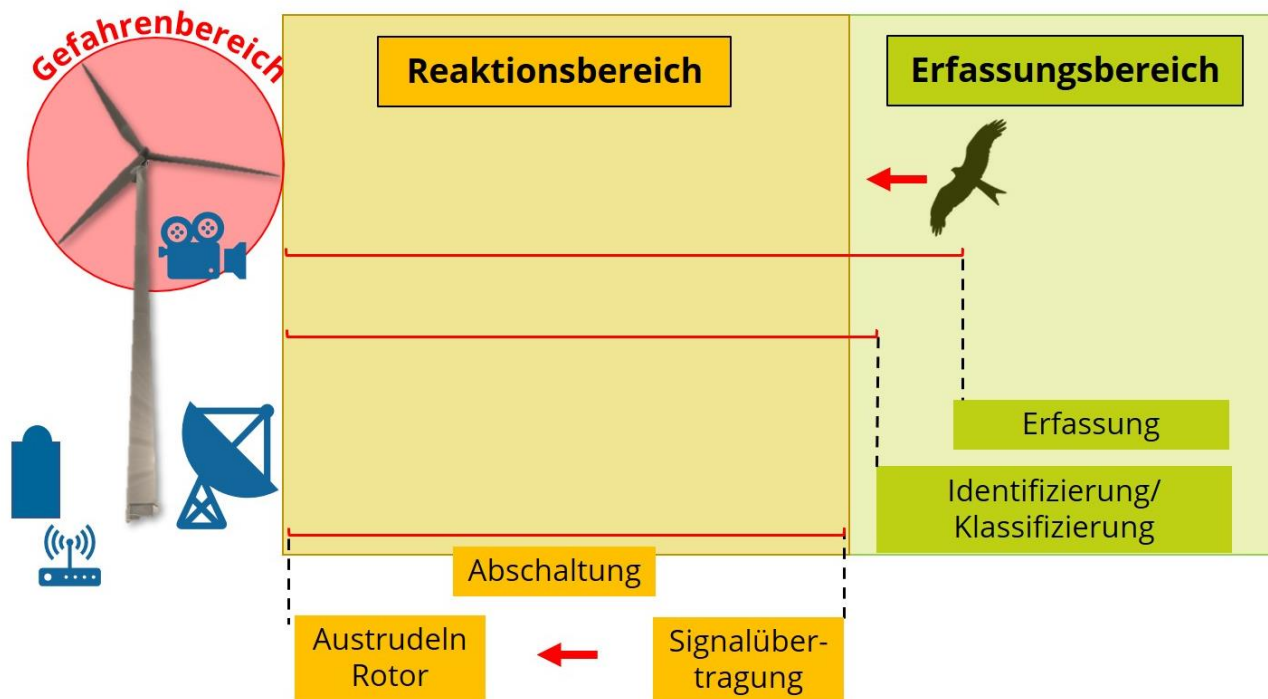 Gefahrenbereich
Reaktionsbereich
Erfassungsbereich
Erfassung
Identifizierung/
Klassifizierung
Abschaltung
Austrudeln
Rotor
Signalüber-
tragung